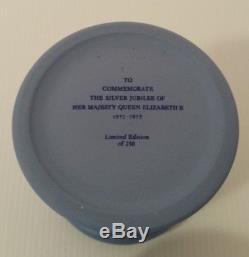 TO
COMMEMORATE
THE SILVER JUBILEE OF
HER MAJESTY QUEEN ELIZABETH II
1952-1977
Limited Edition
of 250